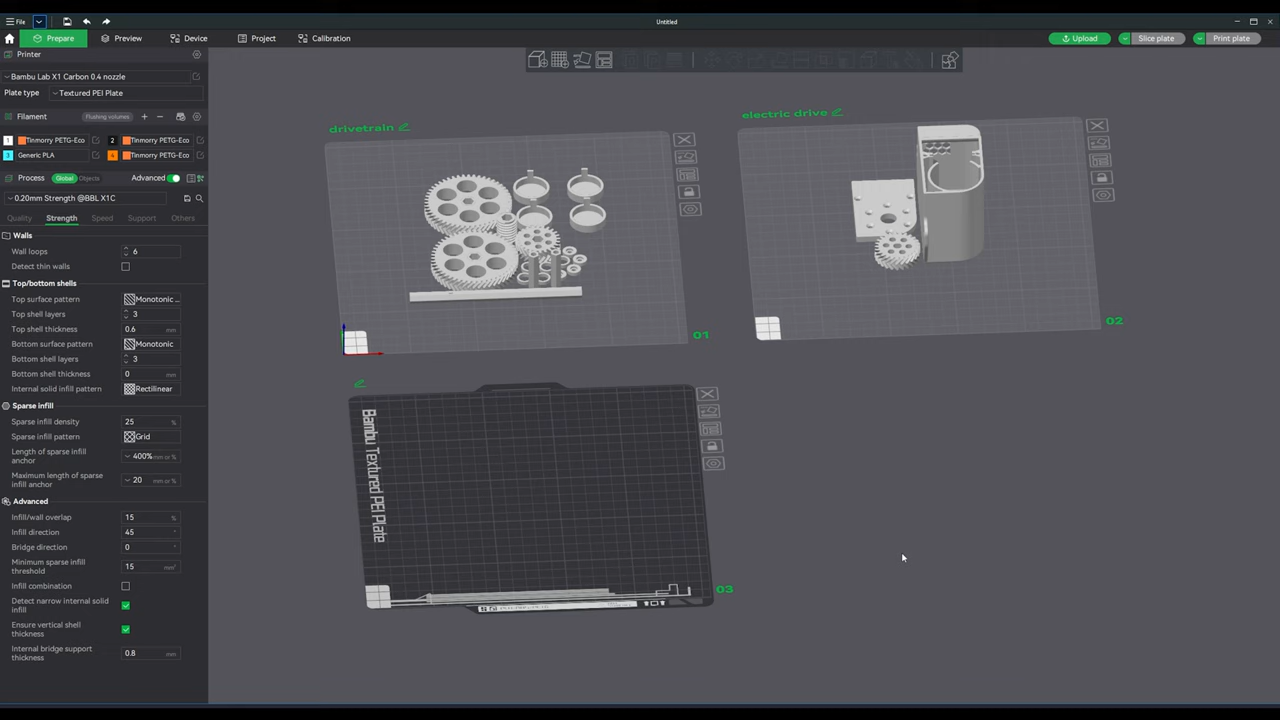 File
Untitled
Prepare
Preview
Device
Project
Calibration
Upload
Slice plate
Print plate
Printer
Bambu Lab X1 Carbon 0.4 nozzle
Plate type
Textured PEI Plate
Filament
Flushing volumes
1 Tinmorry PETG-Eco
2 Tinmorry PETG-Eco
3 Generic PLA
4 Tinmorry PETG-Eco
Process Global Objects Advanced
0.20mm Strength @BBL X1C
Quality Strength Speed Support Others
Walls
Wall loops 6
Detect thin walls
Top/bottom shells
Top surface pattern Monotonic ...
Top shell layers 3
Top shell thickness 0.6 mm
Bottom surface pattern Monotonic
Bottom shell layers 3
Bottom shell thickness 0 mm
Internal solid infill pattern Rectilinear
Sparse infill
Sparse infill density 25 %
Sparse infill pattern Grid
Length of sparse infill
anchor 400% mm or %
Maximum length of sparse
infill anchor 20 mm or %
Advanced
Infill/wall overlap 15 %
Infill direction 45 °
Bridge direction 0 °
Minimum sparse infill
threshold 15 mm²
Infill combination
Detect narrow internal solid
infill
Ensure vertical shell
thickness
Internal bridge support
thickness 0.8 mm
drivetrain
01
electric drive
02
Bambu Textured PEI Plate
03